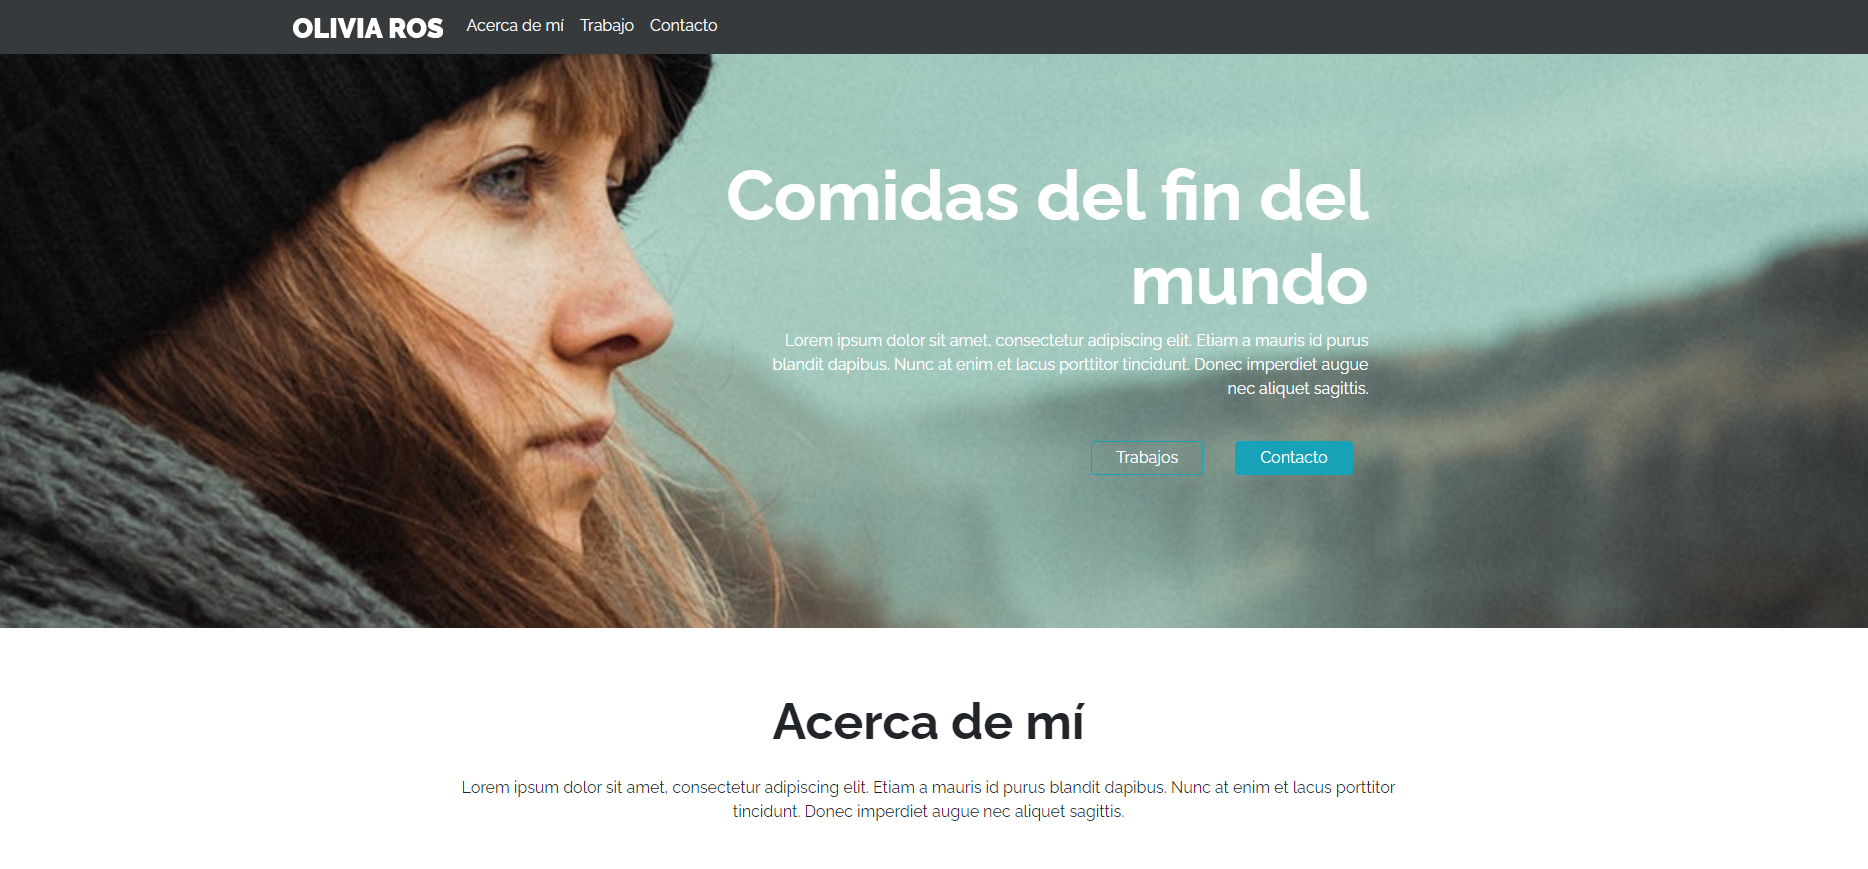 OLIVIA ROS Acerca de mí Trabajo Contacto
Comidas del fin del
mundo
Lorem ipsum dolor sit amet, consectetur adipiscing elit. Etiam a mauris id purus
blandit dapibus. Nunc at enim et lacus porttitor tincidunt. Donec imperdiet augue
nec aliquet sagittis.
Trabajos Contacto
Acerca de mí
Lorem ipsum dolor sit amet, consectetur adipiscing elit. Etiam a mauris id purus blandit dapibus. Nunc at enim et lacus porttitor
tincidunt. Donec imperdiet augue nec aliquet sagittis.